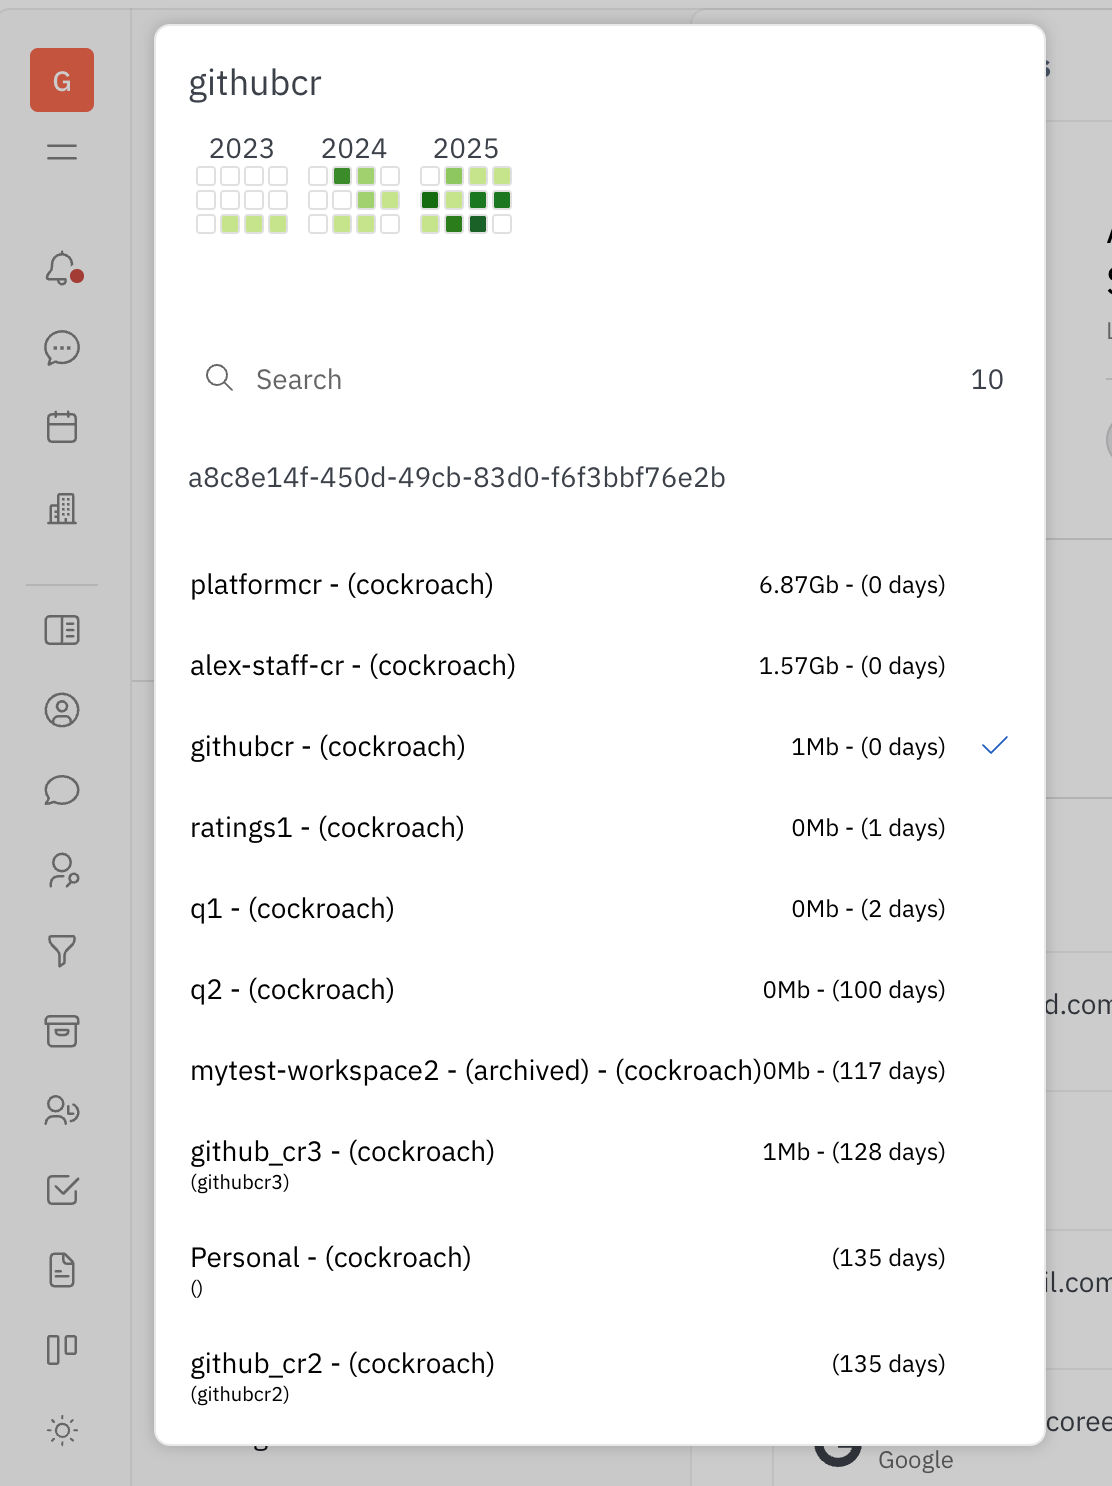 G
githubcr
2023 2024 2025
Search 10
a8c8e14f-450d-49cb-83d0-f6f3bbf76e2b
platformcr - (cockroach) 6.87Gb - (0 days)
alex-staff-cr - (cockroach) 1.57Gb - (0 days)
githubcr - (cockroach) 1Mb - (0 days)
ratings1 - (cockroach) 0Mb - (1 days)
q1 - (cockroach) 0Mb - (2 days)
q2 - (cockroach) 0Mb - (100 days)
d.com
mytest-workspace2 - (archived) - (cockroach) 0Mb - (117 days)
github_cr3 - (cockroach) 1Mb - (128 days)
(githubcr3)
Personal - (cockroach) (135 days)
()
il.com
github_cr2 - (cockroach) (135 days)
(githubcr2)
coree
Google